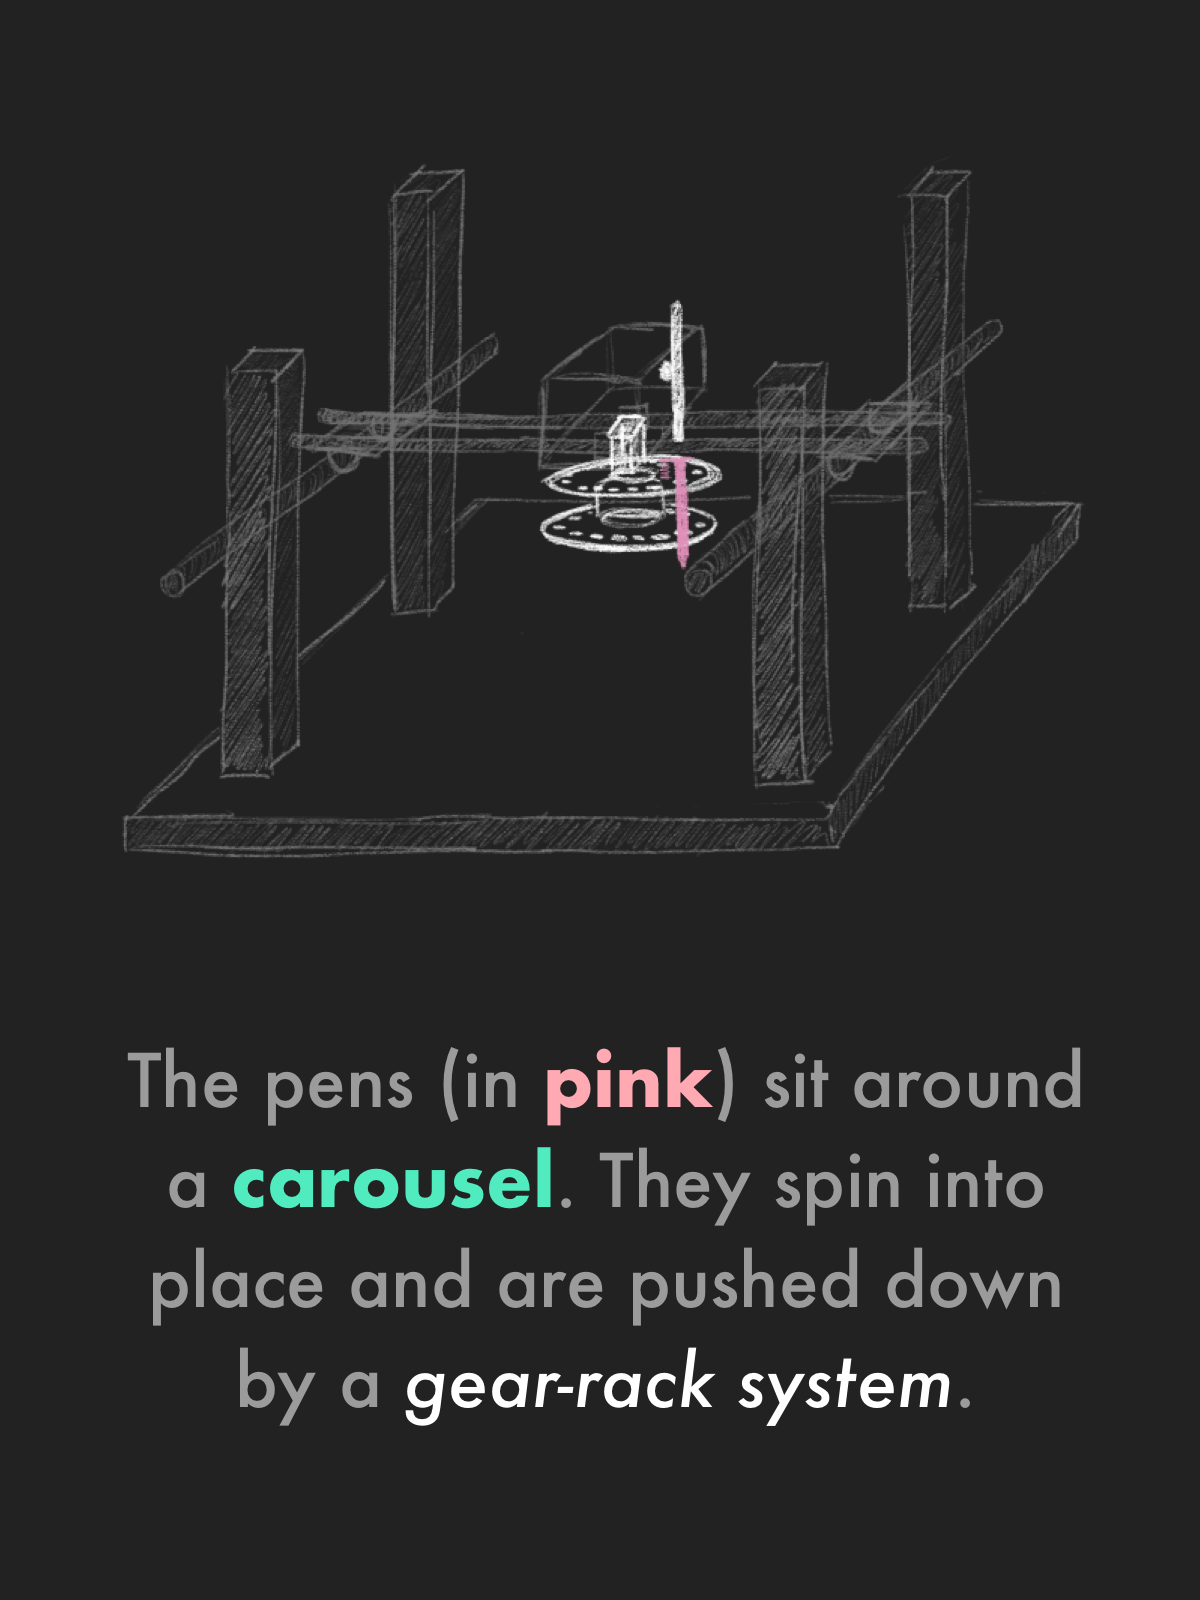 The pens (in pink) sit around
a carousel. They spin into
place and are pushed down
by a gear-rack system.